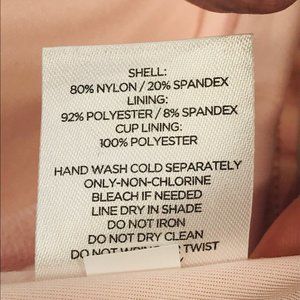 SHELL:
80% NYLON / 20% SPANDEX
LINING:
92% POLYESTER / 8% SPANDEX
CUP LINING:
100% POLYESTER
HAND WASH COLD SEPARATELY
ONLY-NON-CHLORINE
BLEACH IF NEEDED
LINE DRY IN SHADE
DO NOT IRON
DO NOT DRY CLEAN
DO NOT TWIST